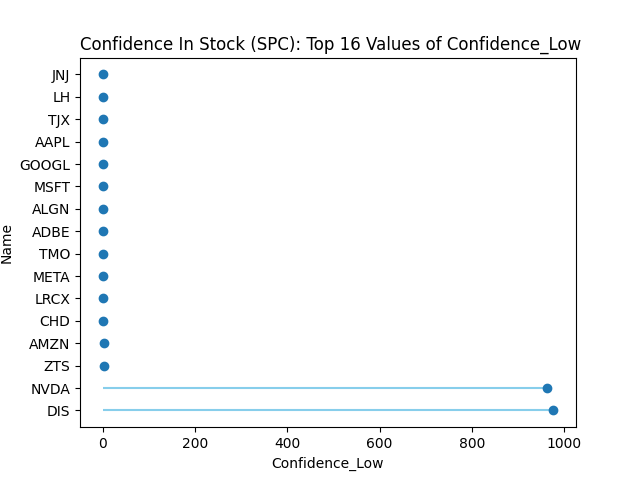 Confidence In Stock (SPC): Top 16 Values of Confidence_Low
JNJ
LH
TJX
AAPL
GOOGL
MSFT
ALGN
ADBE
TMO
META
LRCX
CHD
AMZN
ZTS
NVDA
DIS
Name
0 200 400 600 800 1000
Confidence_Low